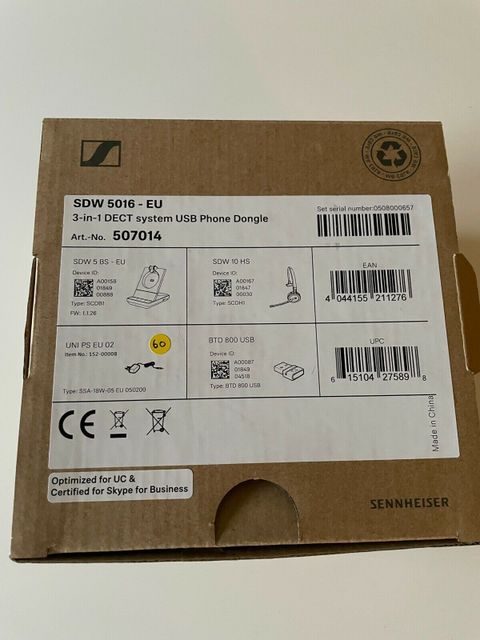 SDW 5016 - EU
3-in-1 DECT system USB Phone Dongle
Art.-No. 507014
Set serial number:0508000657
SDW 5 BS - EU
Device ID:
A00158
01849
00888
Type: SCDB1
FW: 1.1.26
SDW 10 HS
Device ID:
A00167
01847
00030
Type: SCDH1
EAN
4 044155 211276
UNI PS EU 02
Item No.: 152-00008
60
Type: SSA-18W-05 EU 050200
BTD 800 USB
Device ID:
A00087
01849
04518
Type: BTD 800 USB
UPC
6 15104 27589 8
CE
Made in China
Optimized for UC &
Certified for Skype for Business
SENNHEISER